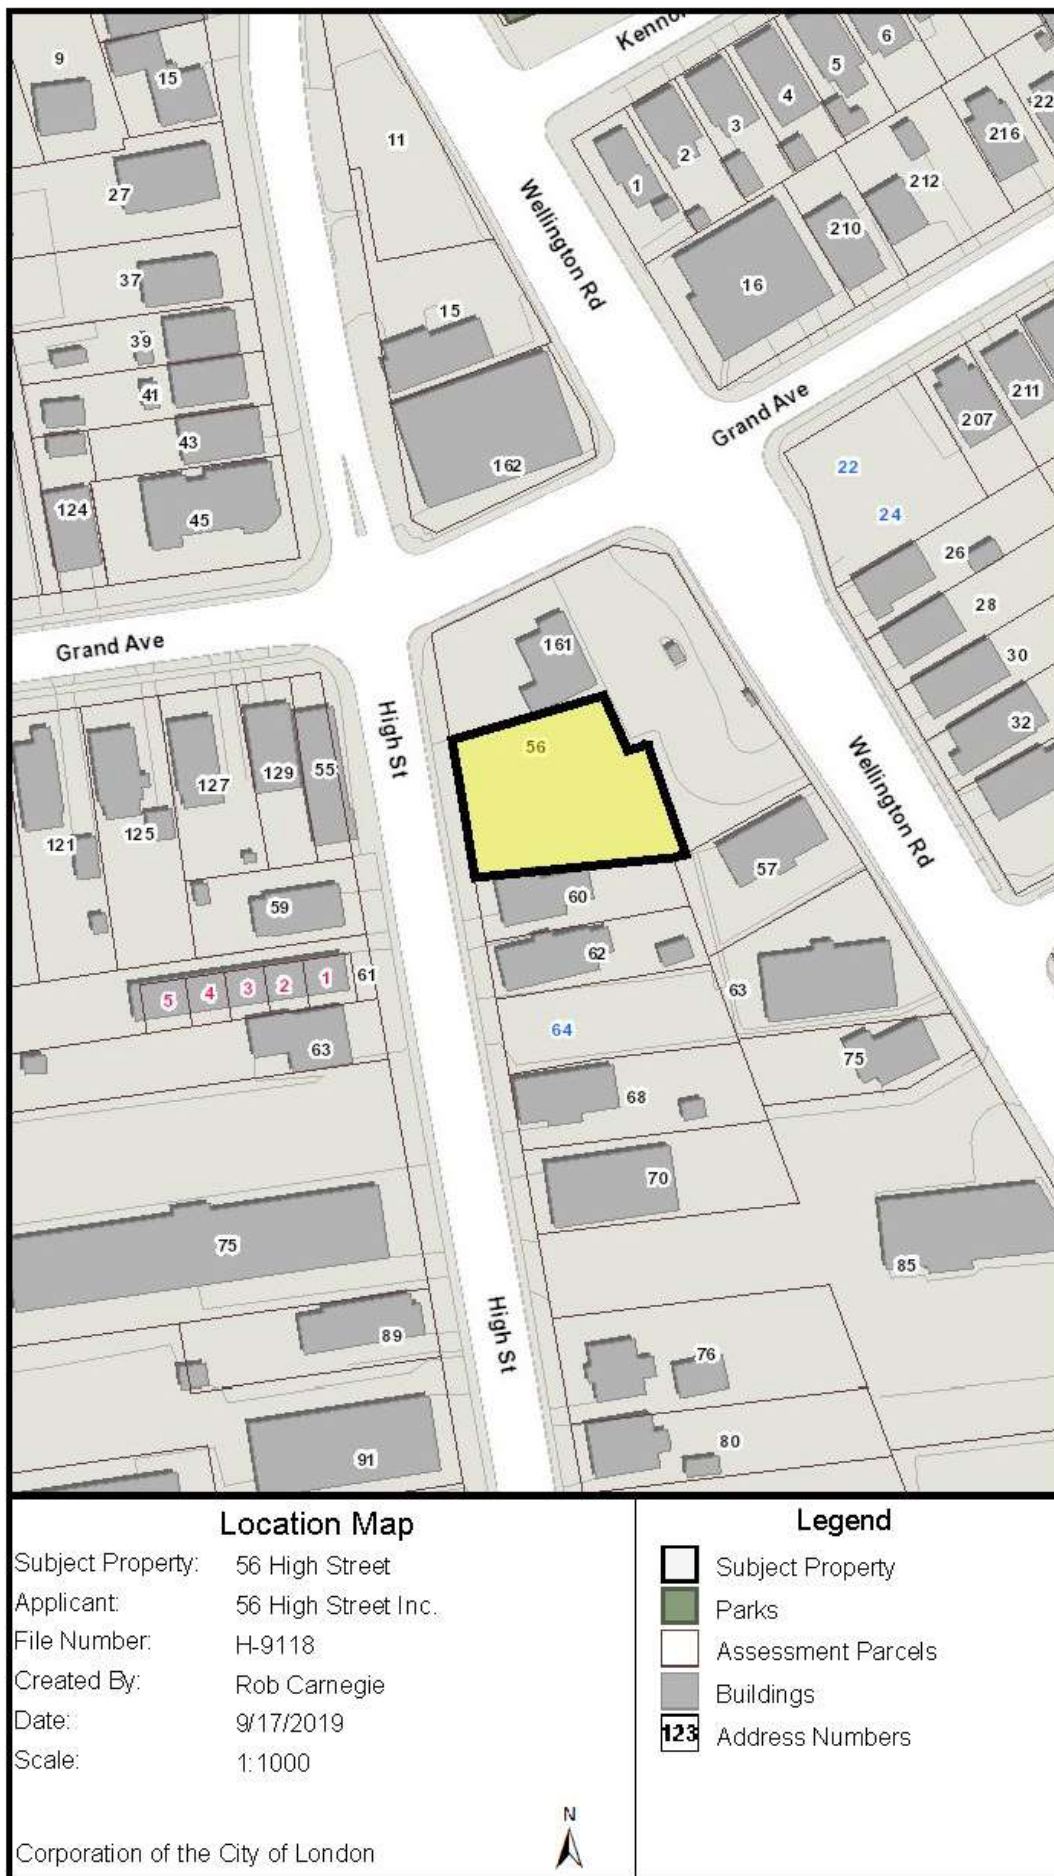 Kenno
9
15
6
5
4
22
11
3
216
2
27
1
212
Wellington Rd
210
37
16
15
39
41
211
Grand Ave
207
43
162
22
124
45
24
26
28
Grand Ave
161
30
High St
32
56
129
55
127
Wellington Rd
125
121
57
60
59
62
61
1
2
3
4
5
63
64
63
75
68
70
75
85
High St
89
76
80
91
Location Map
Subject Property: 56 High Street
Applicant: 56 High Street Inc.
File Number: H-9118
Created By: Rob Carnegie
Date: 9/17/2019
Scale: 1:1000
N
Corporation of the City of London
Legend
Subject Property
Parks
Assessment Parcels
Buildings
123 Address Numbers